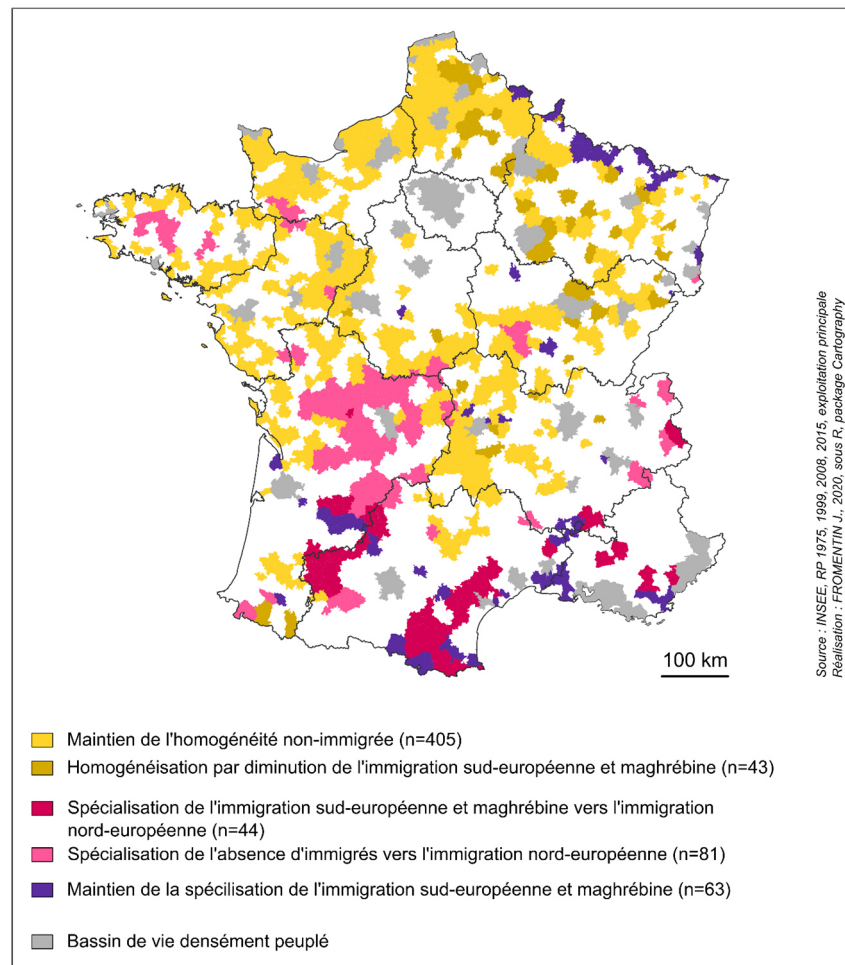 Source : INSEE, RP 1975, 1999, 2008, 2015, exploitation principale
Réalisation : FROMENTIN J., 2020, sous R, package Cartography
100 km
Maintien de l'homogénéité non-immigrée (n=405)
Homogénéisation par diminution de l'immigration sud-européenne et maghrébine (n=43)
Spécialisation de l'immigration sud-européenne et maghrébine vers l'immigration
nord-européenne (n=44)
Spécialisation de l'absence d'immigrés vers l'immigration nord-européenne (n=81)
Maintien de la spécilisation de l'immigration sud-européenne et maghrébine (n=63)
Bassin de vie densément peuplé